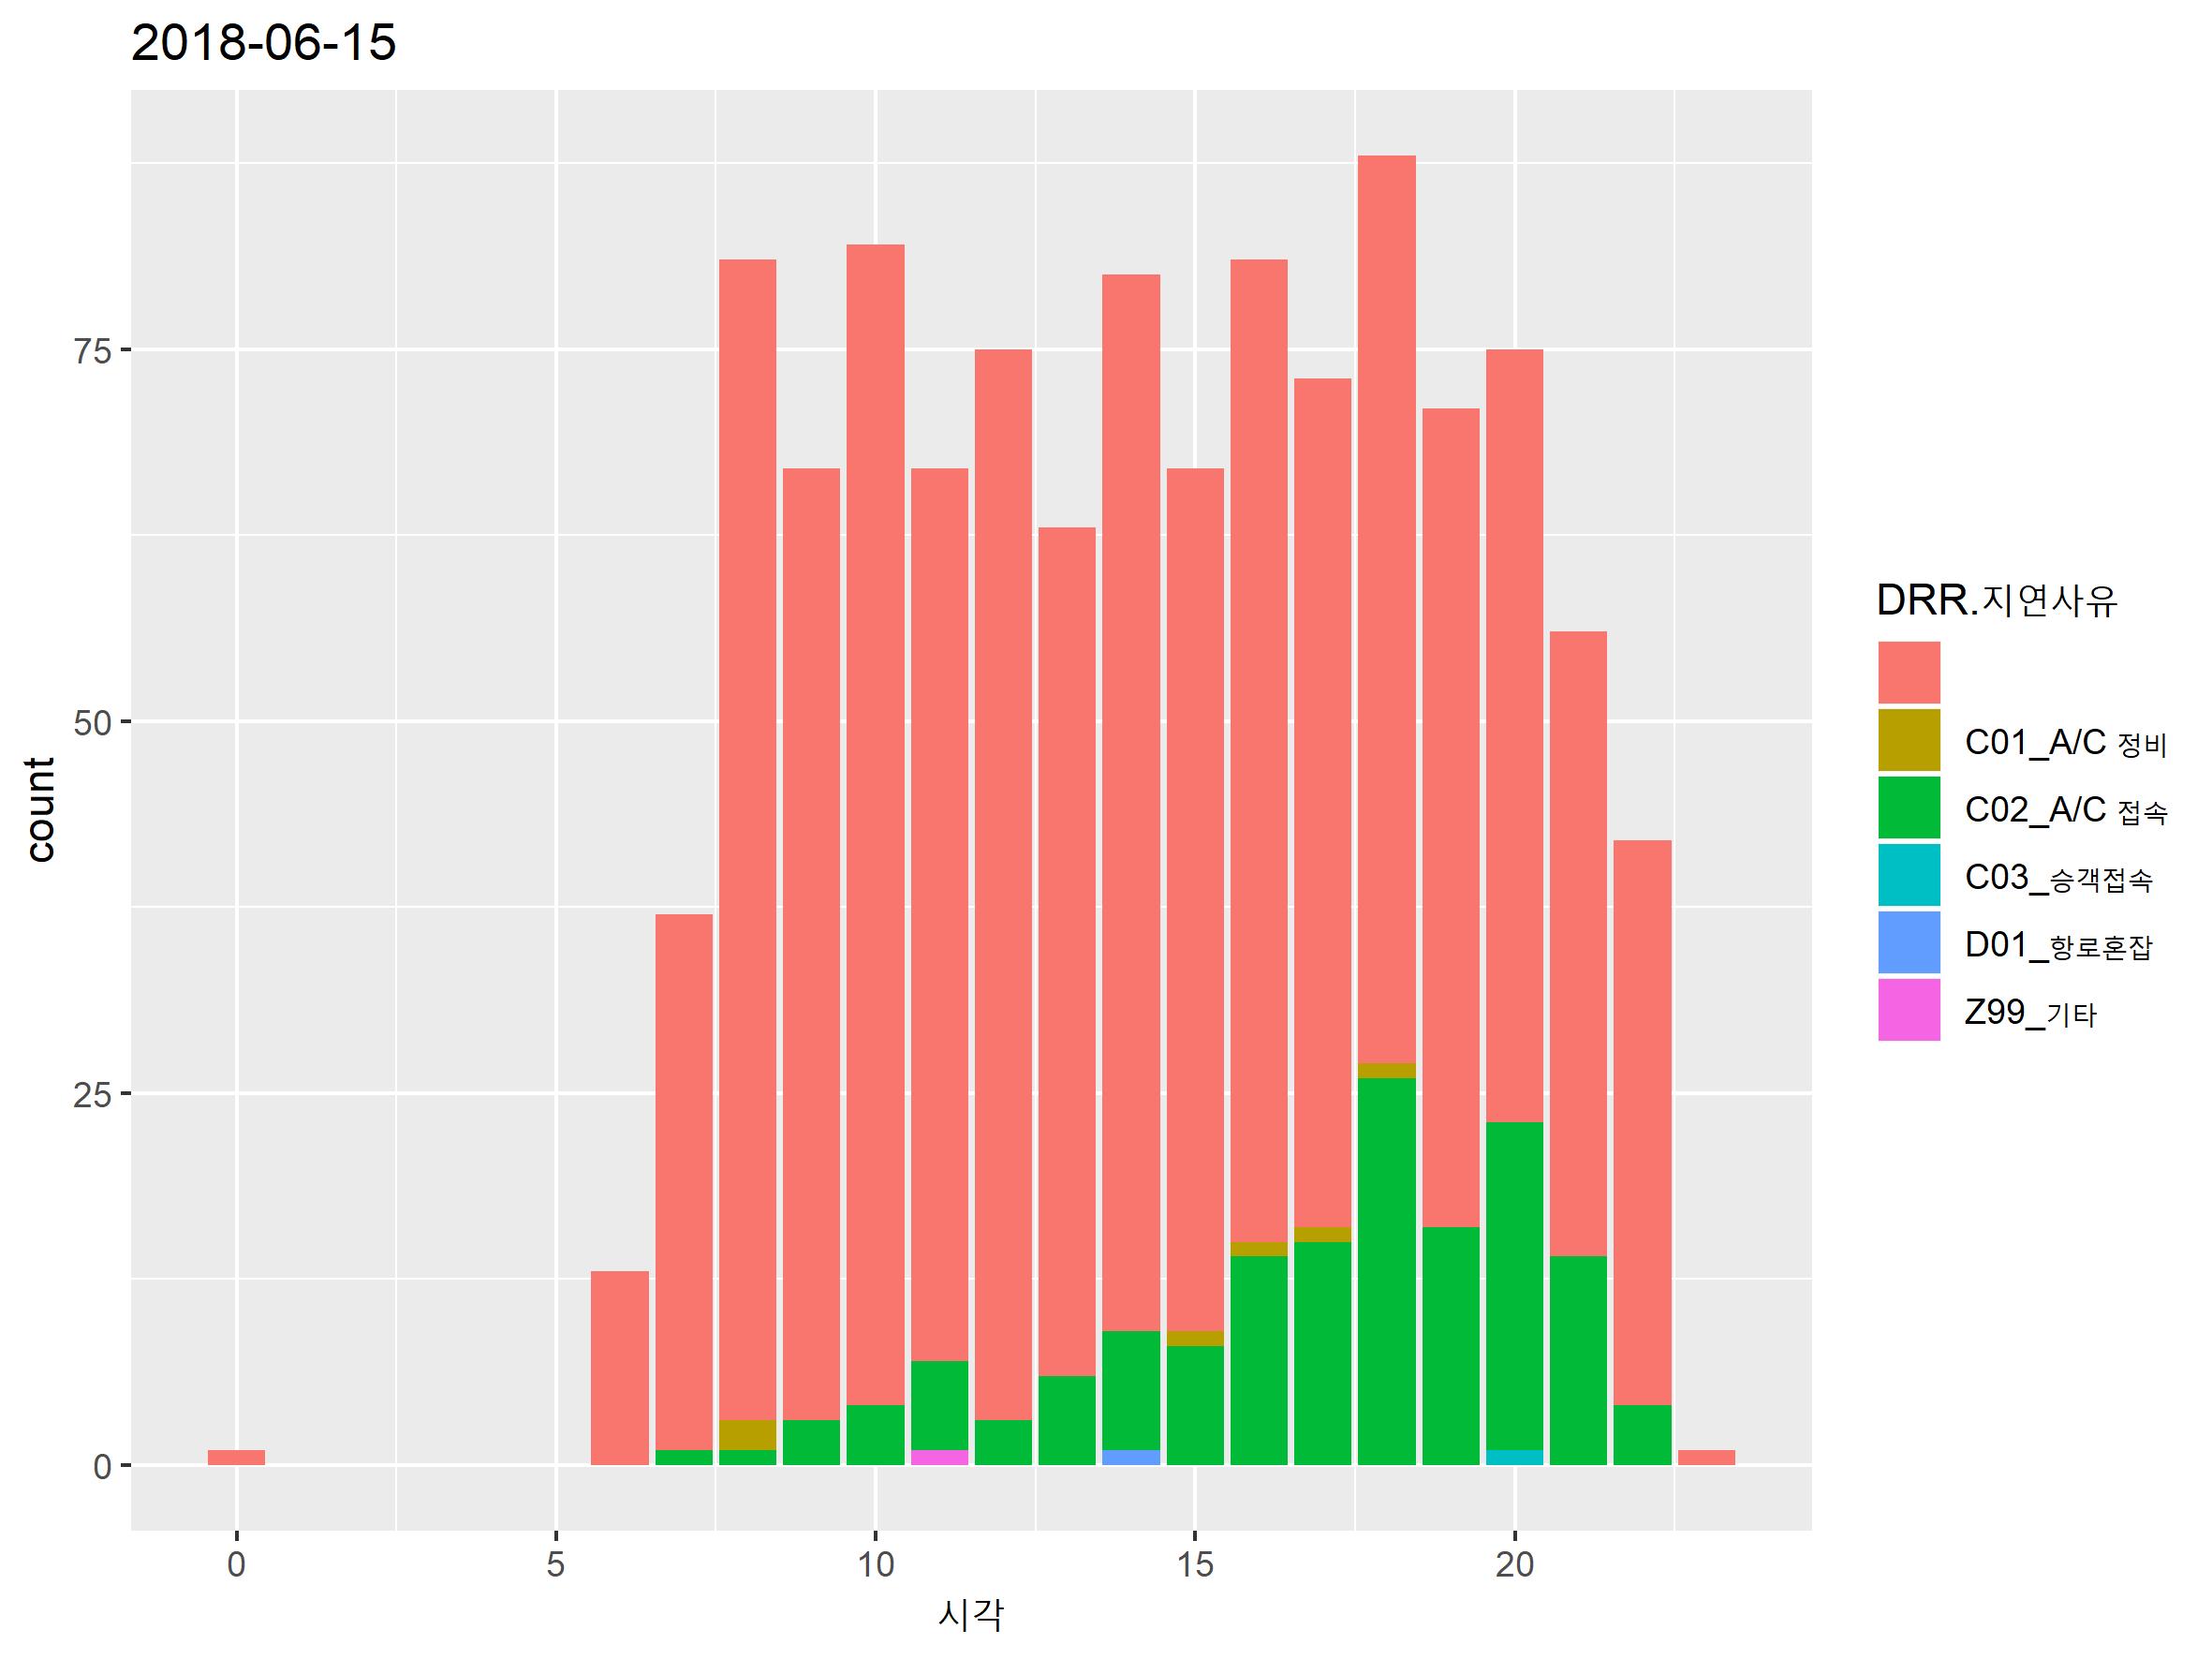 2018-06-15
count
75
50
25
0
0 5 10 15 20
시각
DRR.지연사유
C01_A/C 정비
C02_A/C 접속
C03_승객접속
D01_항로혼잡
Z99_기타